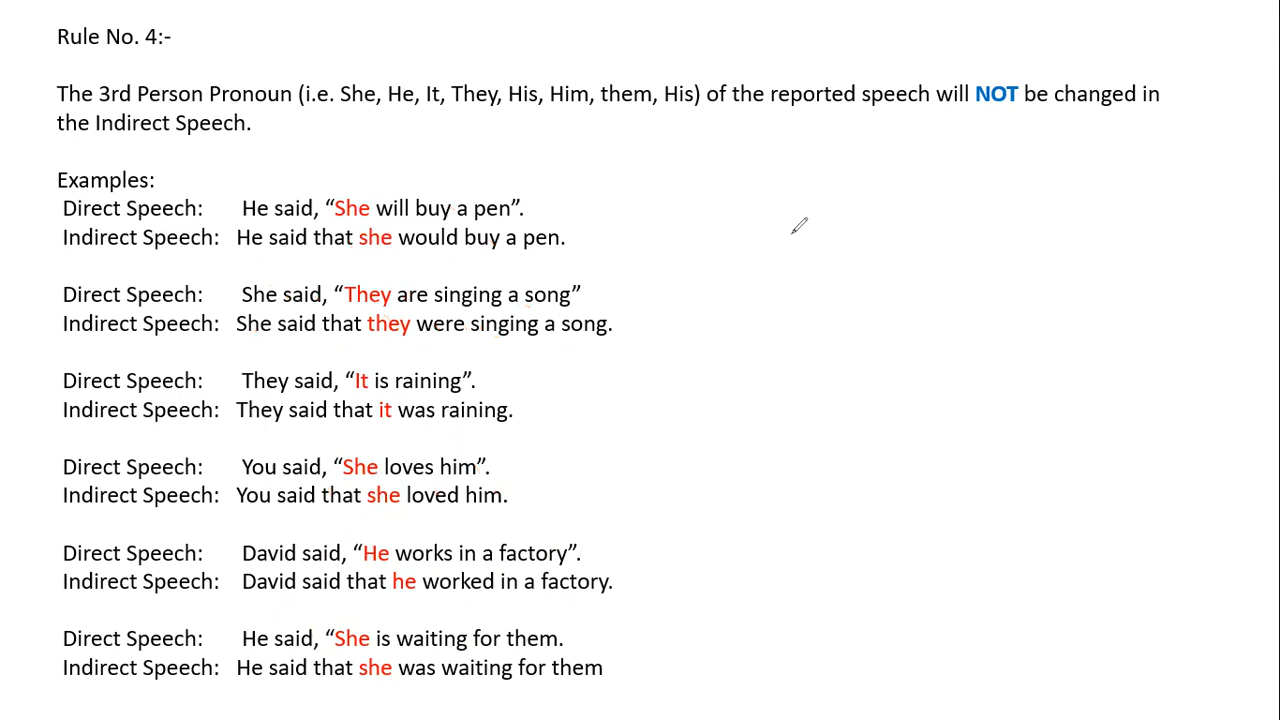 Rule No. 4:-
The 3rd Person Pronoun (i.e. She, He, It, They, His, Him, them, His) of the reported speech will NOT be changed in
the Indirect Speech.
Examples:
Direct Speech: He said, “She will buy a pen”.
Indirect Speech: He said that she would buy a pen.
Direct Speech: She said, “They are singing a song”
Indirect Speech: She said that they were singing a song.
Direct Speech: They said, “It is raining”.
Indirect Speech: They said that it was raining.
Direct Speech: You said, “She loves him”.
Indirect Speech: You said that she loved him.
Direct Speech: David said, “He works in a factory”.
Indirect Speech: David said that he worked in a factory.
Direct Speech: He said, “She is waiting for them.
Indirect Speech: He said that she was waiting for them